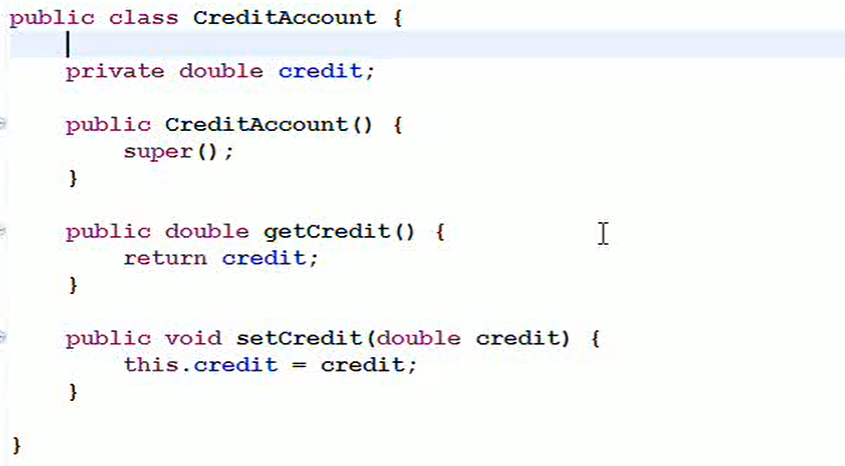 public class CreditAccount {
private double credit;
public CreditAccount() {
super();
}
public double getCredit() {
return credit;
}
public void setCredit(double credit) {
this.credit = credit;
}
}